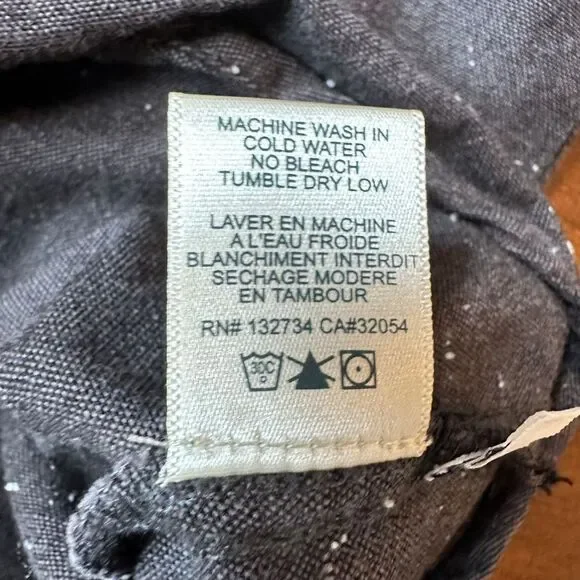 MACHINE WASH IN
COLD WATER
NO BLEACH
TUMBLE DRY LOW
LAVER EN MACHINE
A L'EAU FROIDE
BLANCHIMENT INTERDIT
SECHAGE MODERE
EN TAMBOUR
RN# 132734 CA#32054
30C
P